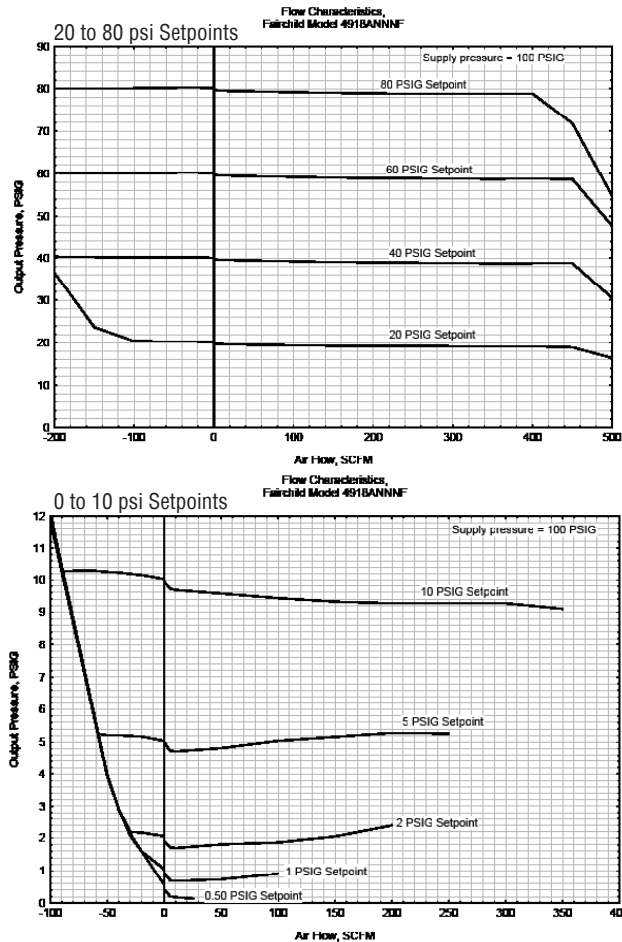 Flow Characteristics,
Fairchild Model 4918ANNNF
20 to 80 psi Setpoints
90
80
70
60
50
40
30
20
10
0
Output Pressure, PSIG
Supply pressure = 100 PSIG
80 PSIG Setpoint
60 PSIG Setpoint
40 PSIG Setpoint
20 PSIG Setpoint
-200 -100 0 100 200 300 400 500
Air Flow, SCFM
Flow Characteristics,
Fairchild Model 4918ANNNF
0 to 10 psi Setpoints
12
11
10
9
8
7
6
5
4
3
2
1
0
Output Pressure, PSIG
Supply pressure = 100 PSIG
10 PSIG Setpoint
5 PSIG Setpoint
2 PSIG Setpoint
1 PSIG Setpoint
0.50 PSIG Setpoint
-100 -50 0 50 100 150 200 250 300 350 40
Air Flow, SCFM